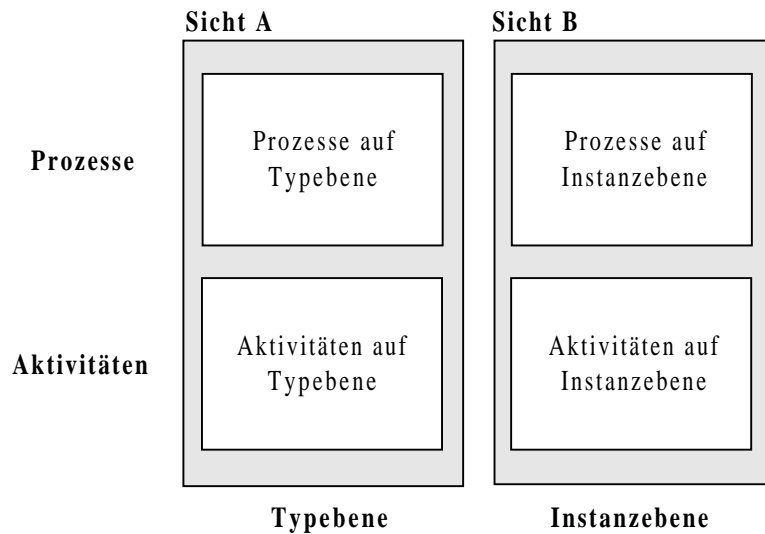 Sicht A
Sicht B
Prozesse
Prozesse auf
Typebene
Prozesse auf
Instanzebene
Aktivitäten
Aktivitäten auf
Typebene
Aktivitäten auf
Instanzebene
Typebene
Instanzebene